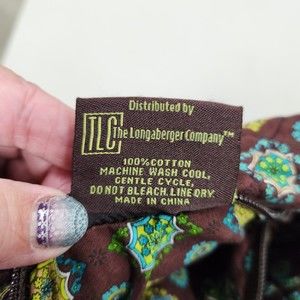 Distributed by
TLC The Longaberger Company™
100% COTTON
MACHINE WASH COOL,
GENTLE CYCLE,
DO NOT BLEACH. LINE DRY.
MADE IN CHINA